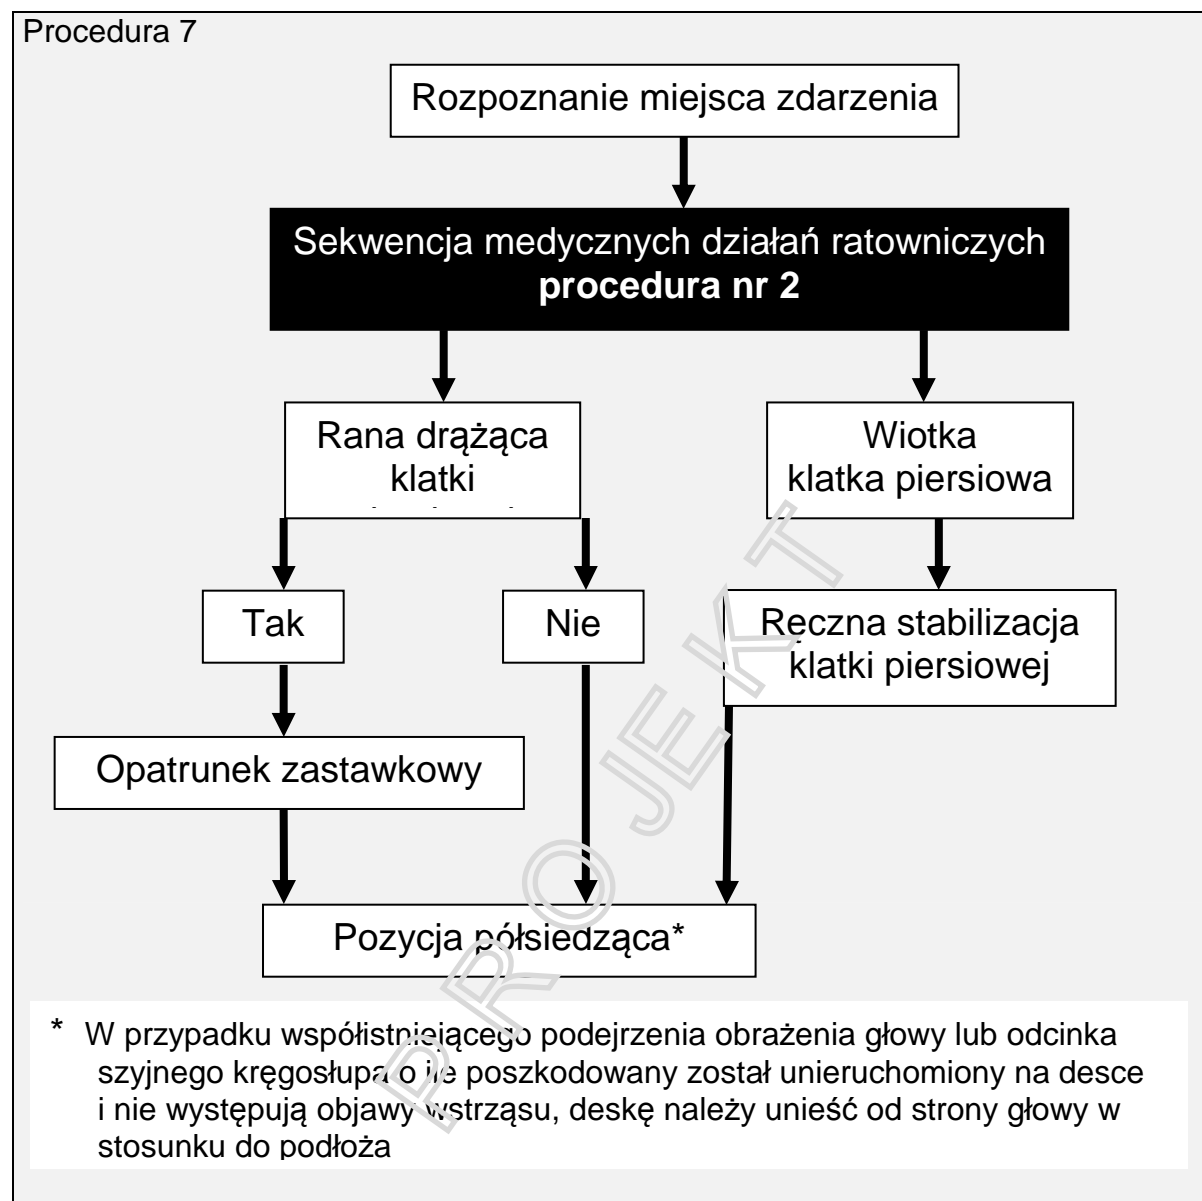 Procedura 7
Rozpoznanie miejsca zdarzenia
Sekwencja medycznych działań ratowniczych
procedura nr 2
Rana drążąca
klatki
Wiotka
klatka piersiowa
Tak
Nie
Ręczna stabilizacja
klatki piersiowej
Opatrunek zastawkowy
Pozycja półsiedząca*
* W przypadku współistniejącego podejrzenia obrażenia głowy lub odcinka
szyjnego kręgosłupa o ile poszkodowany został unieruchomiony na desce
i nie występują objawy wstrząsu, deskę należy unieść od strony głowy w
stosunku do podłoża
PROJEKT